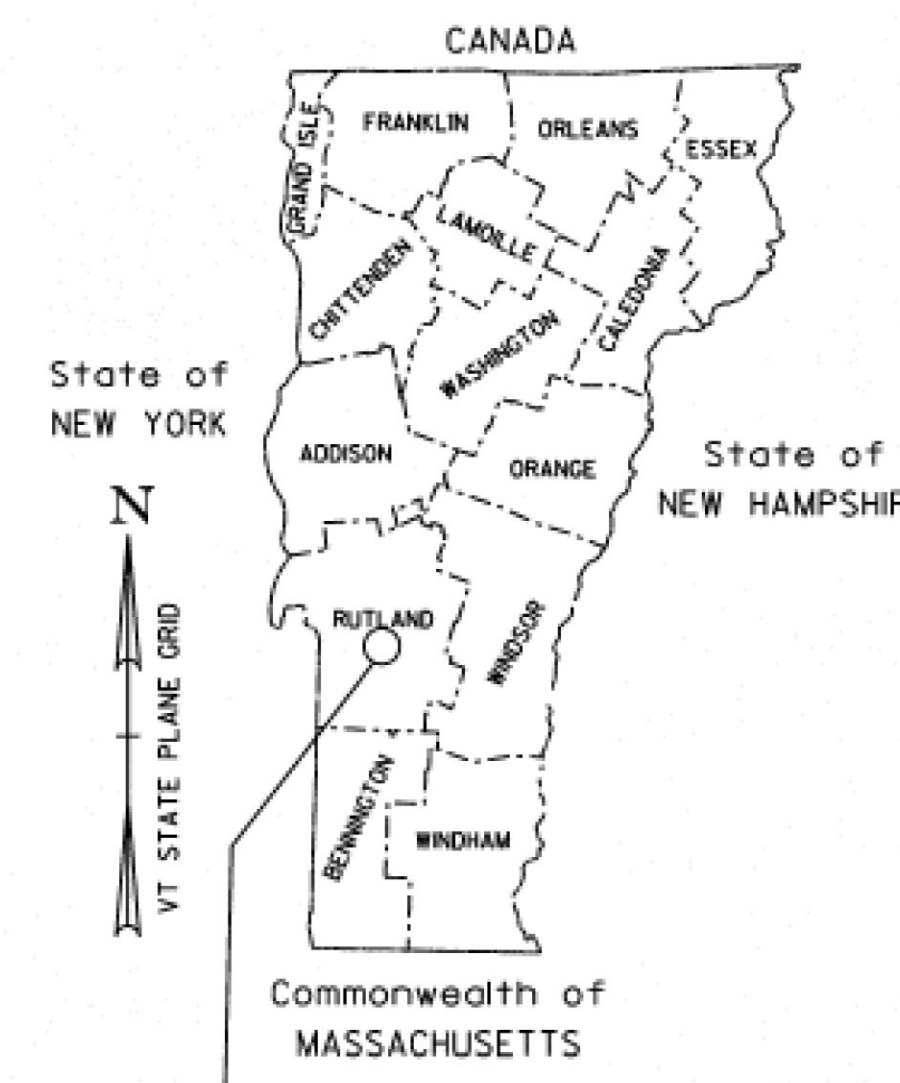 CANADA
FRANKLIN
ORLEANS
ESSEX
GRAND ISLE
LAMOILLE
CHITTENDEN
CALEDONIA
WASHINGTON
State of
NEW YORK
ADDISON
ORANGE
State of
NEW HAMPSHIR
N
RUTLAND
WINDSOR
VT STATE PLANE GRID
BENNINGTON
WINDHAM
Commonwealth of
MASSACHUSETTS